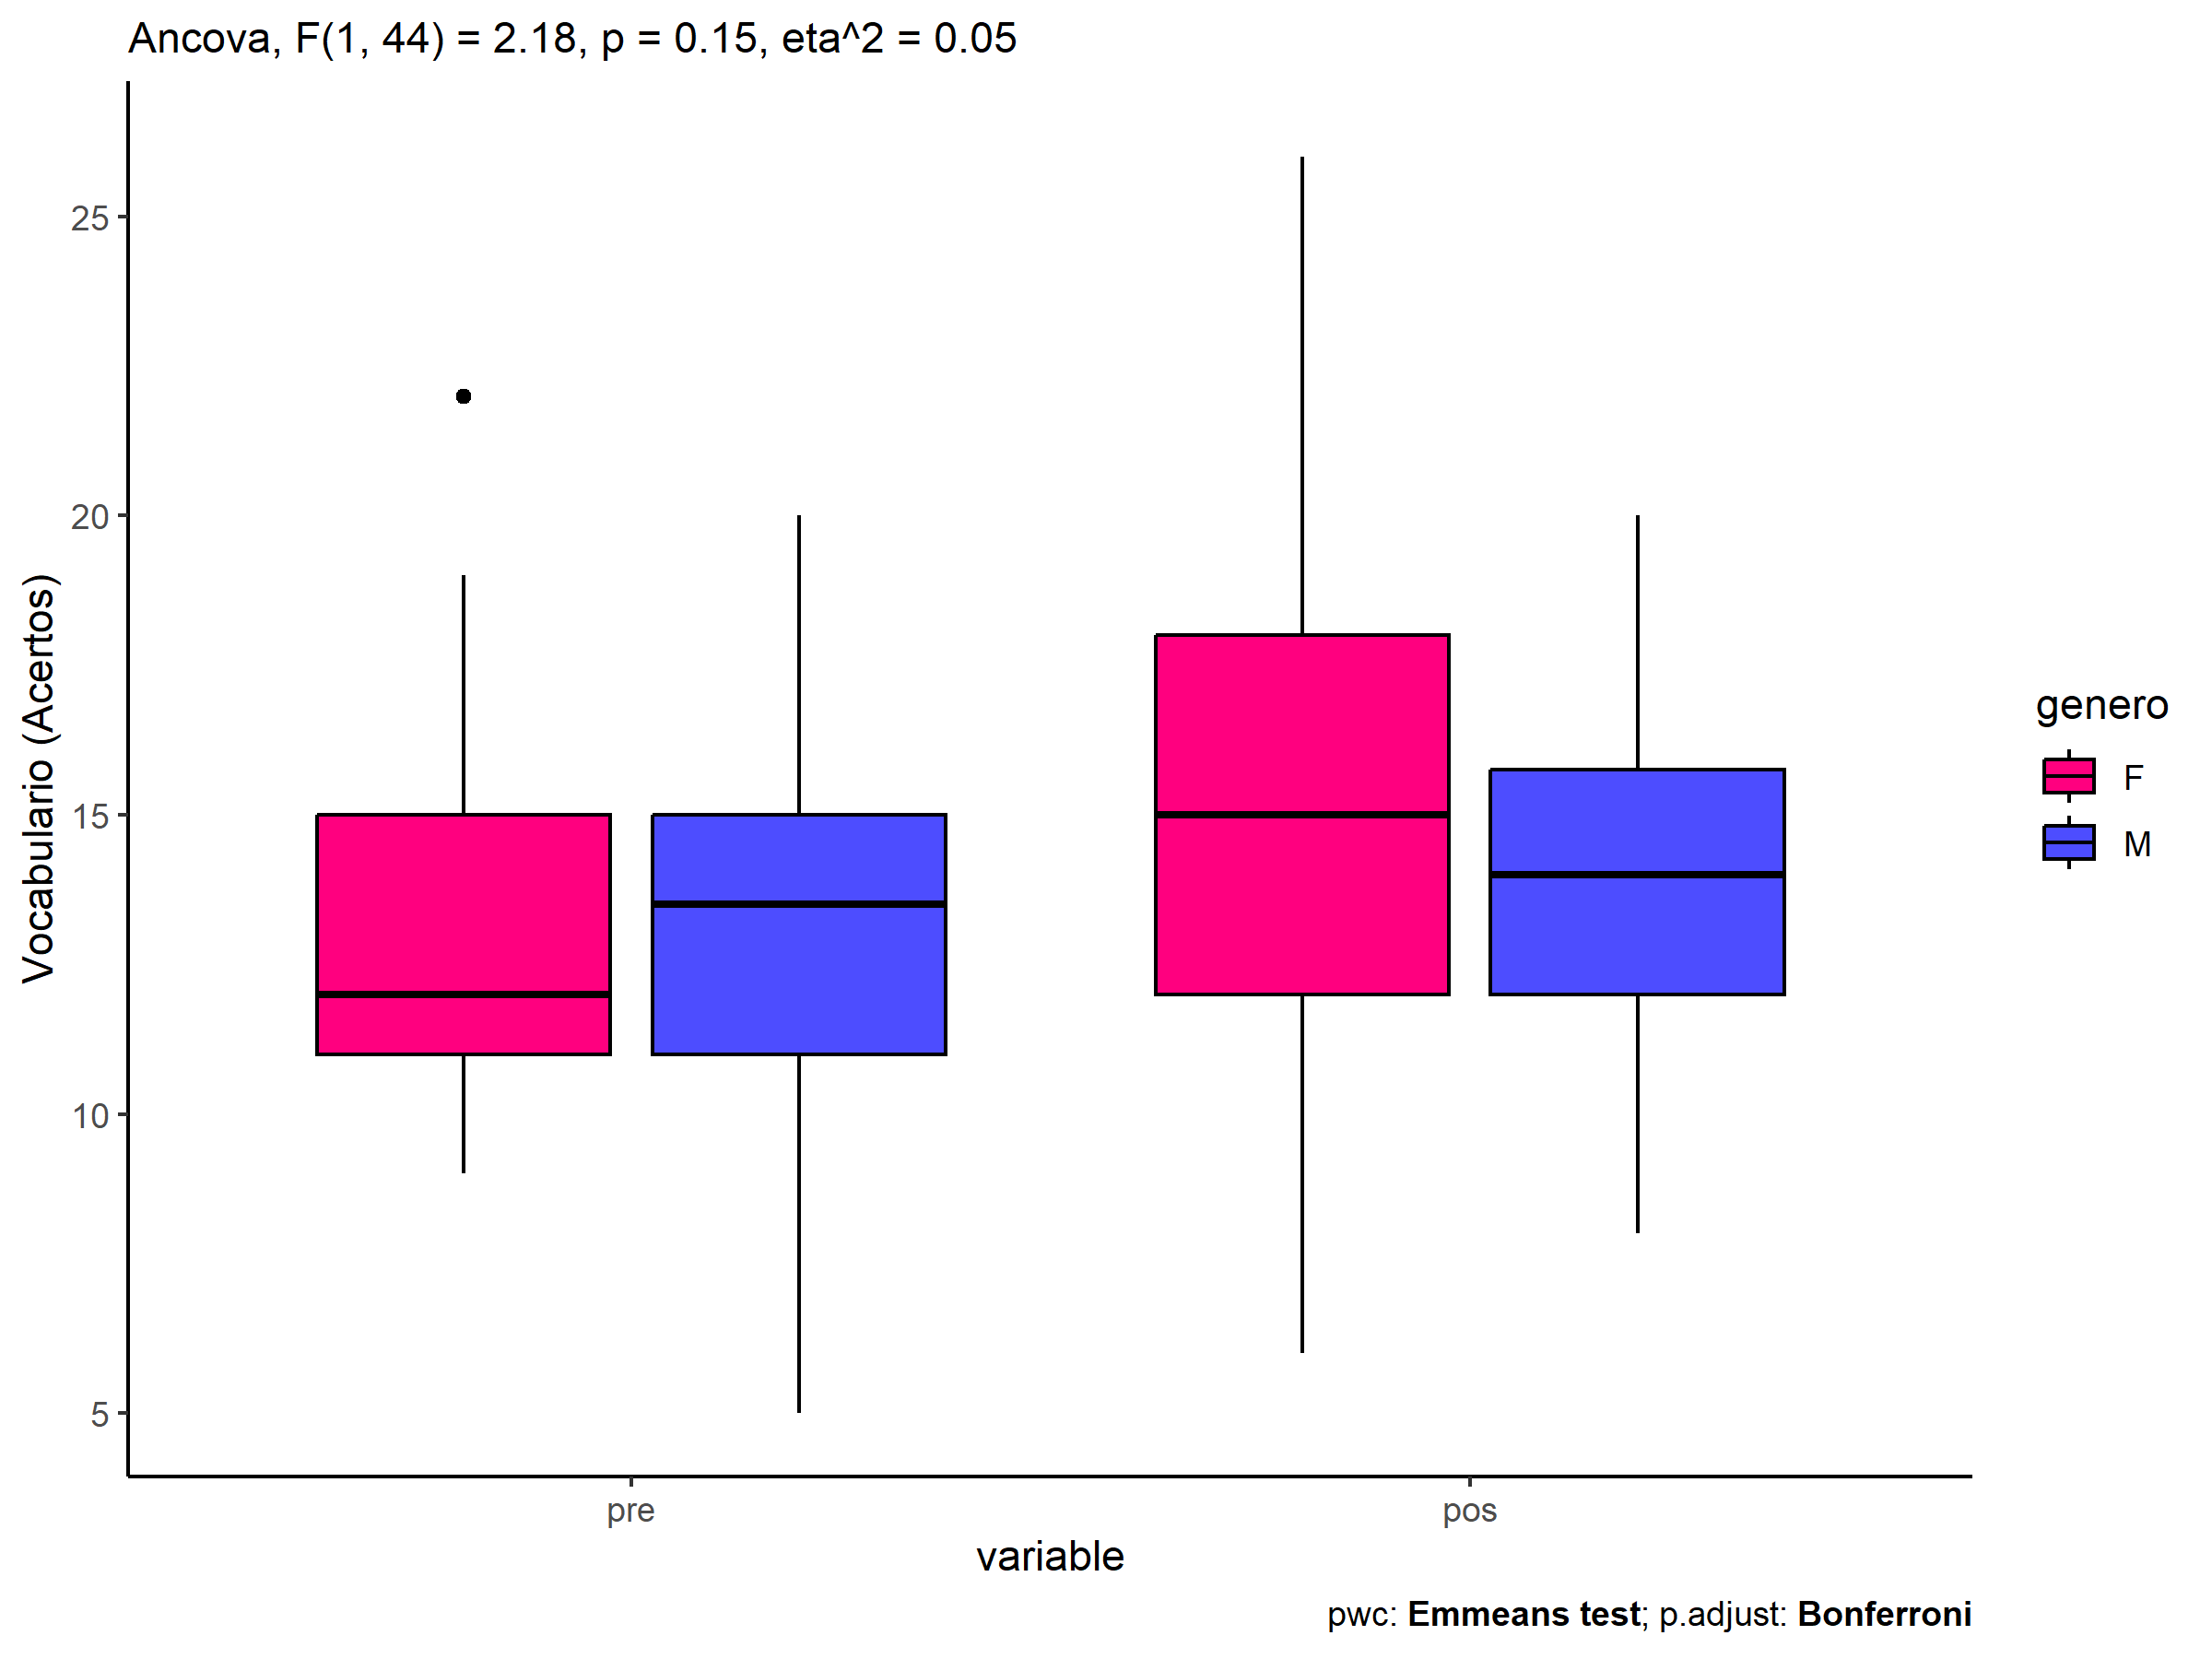 Ancova, F(1, 44) = 2.18, p = 0.15, eta^2 = 0.05
Vocabulario (Acertos)
25
20
15
10
5
pre
pos
variable
genero
F
M
pwc: Emmeans test; p.adjust: Bonferroni